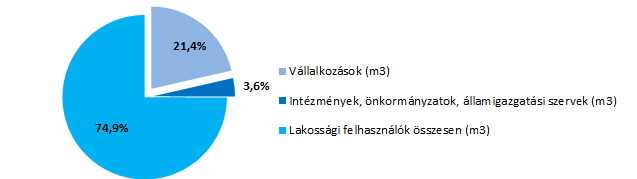 21,4%
3,6%
74,9%
Vállalkozások (m3)
Intézmények, önkormányzatok, államigazgatási szervek (m3)
Lakossági felhasználók összesen (m3)